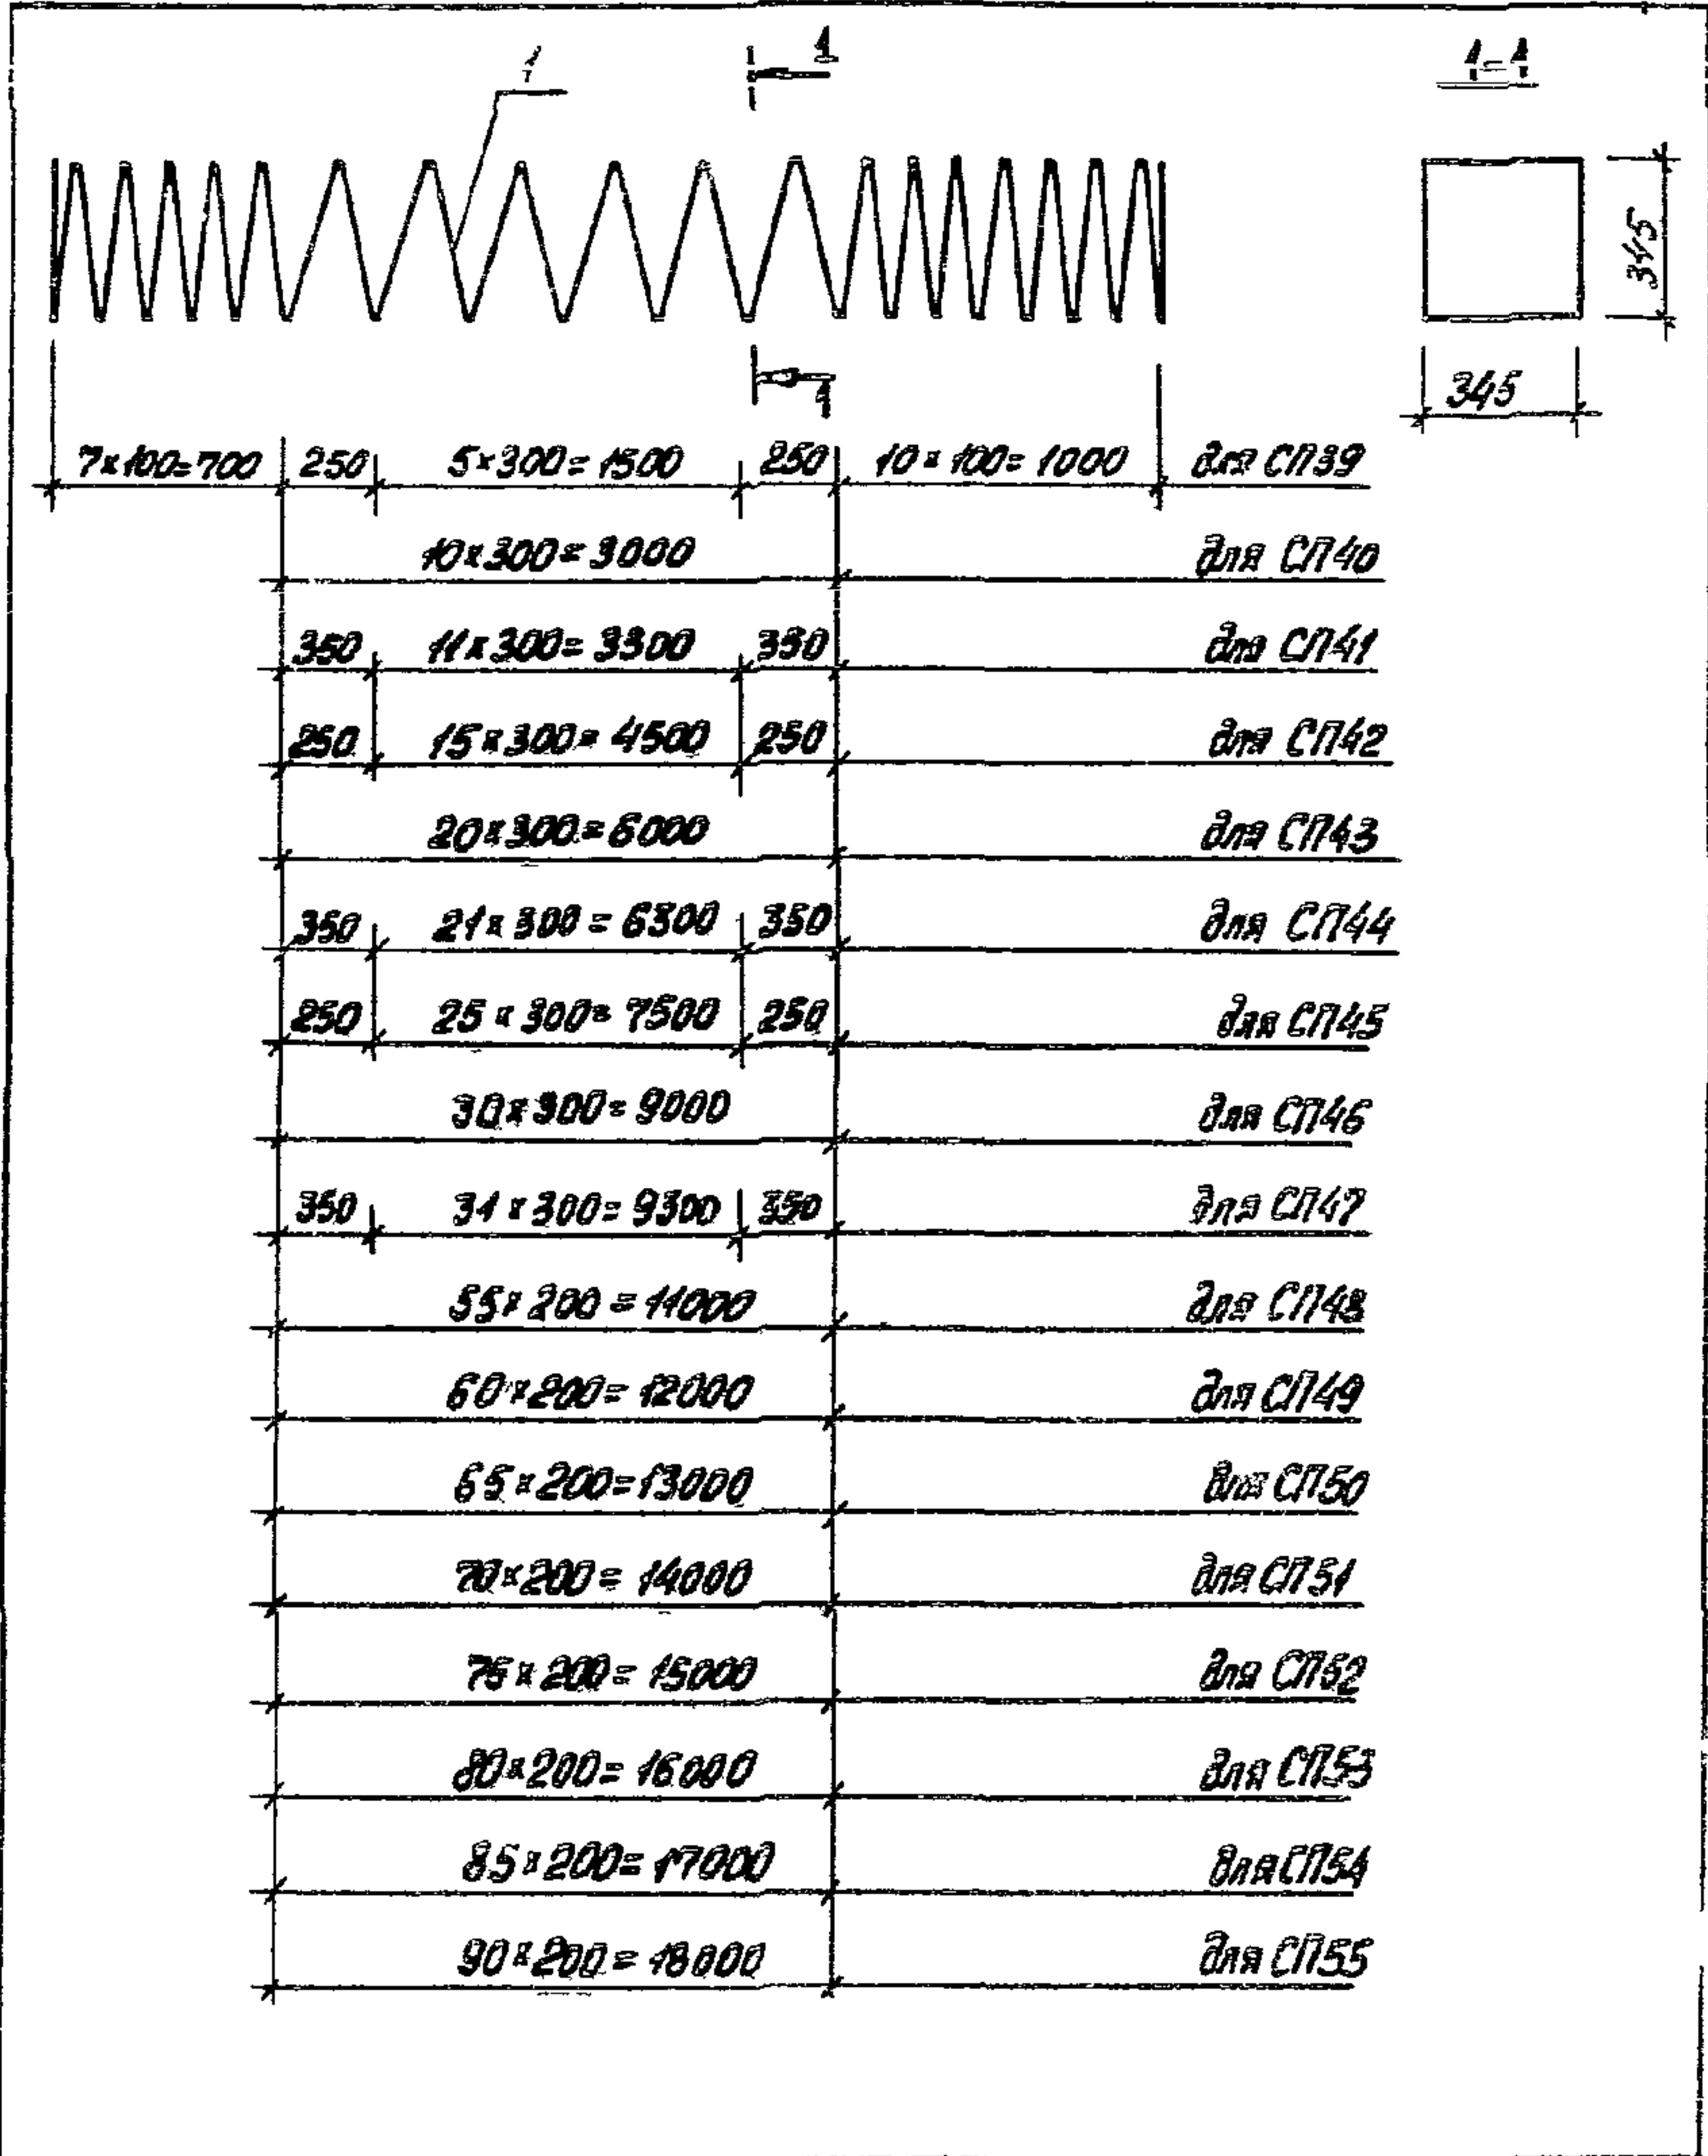 1
1
1-1
345
345
1
7×100=700 250 5×300=1500 250 10×100=1000 для СП39
10×300=3000 для СП40
350 11×300=3300 350 для СП41
250 15×300=4500 250 для СП42
20×300=6000 для СП43
350 21×300=6300 350 для СП44
250 25×300=7500 250 для СП45
30×300=9000 для СП46
350 31×300=9300 350 для СП47
55×200=11000 для СП48
60×200=12000 для СП49
65×200=13000 для СП50
70×200=14000 для СП51
75×200=15000 для СП52
80×200=16000 для СП53
85×200=17000 для СП54
90×200=18000 для СП55